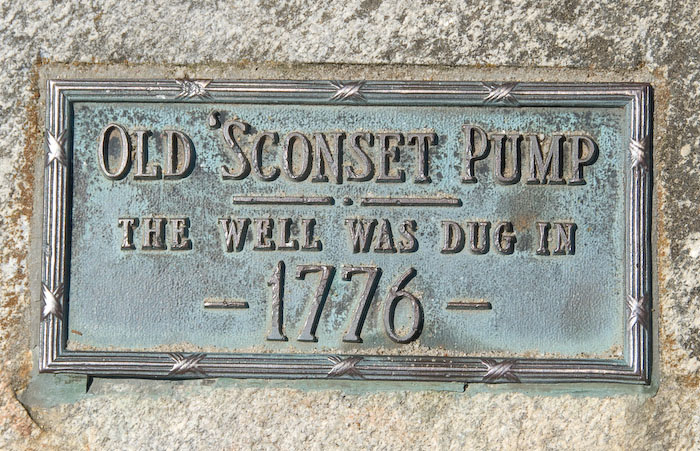 OLD 'SCONSET PUMP
THE WELL WAS DUG IN
– 1776 –